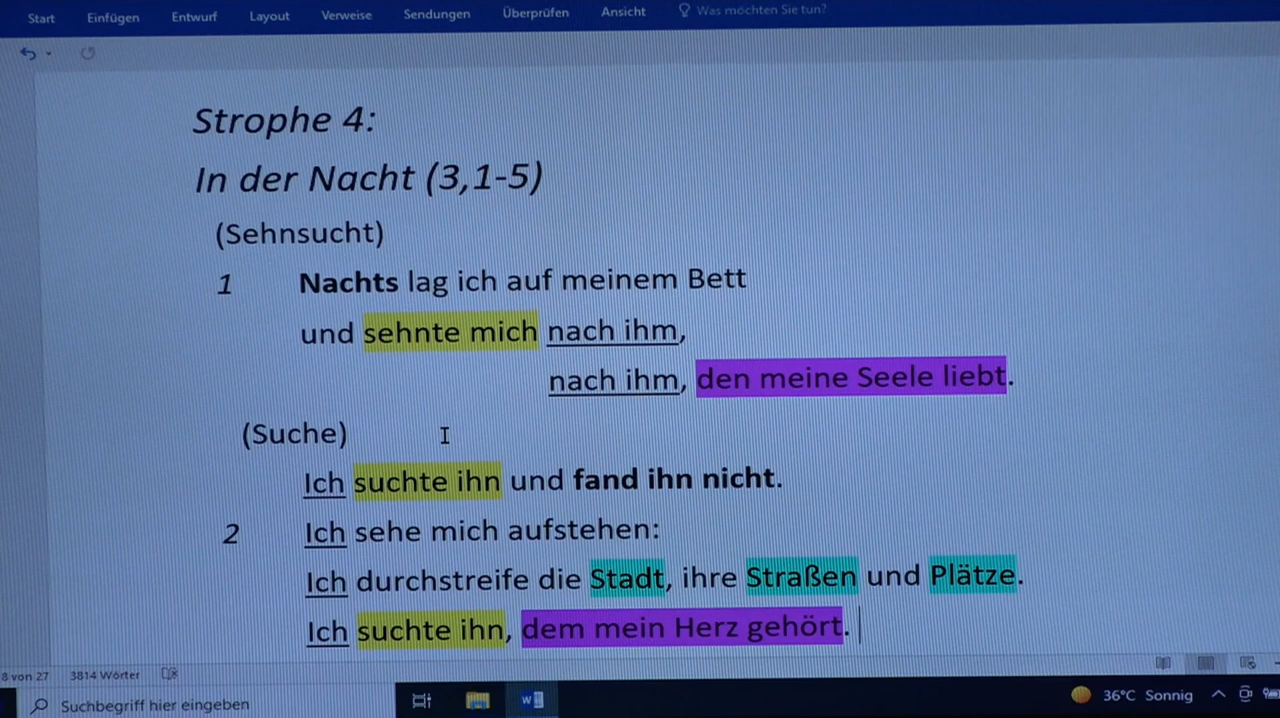 Start Einfügen Entwurf Layout Verweise Sendungen Überprüfen Ansicht Was möchten Sie tun?
Strophe 4:
In der Nacht (3,1-5)
(Sehnsucht)
1 Nachts lag ich auf meinem Bett
und sehnte mich nach ihm,
nach ihm, den meine Seele liebt.
(Suche)
Ich suchte ihn und fand ihn nicht.
2 Ich sehe mich aufstehen:
Ich durchstreife die Stadt, ihre Straßen und Plätze.
Ich suchte ihn, dem mein Herz gehört.
8 von 27 3814 Wörter
Suchbegriff hier eingeben W 36°C Sonnig